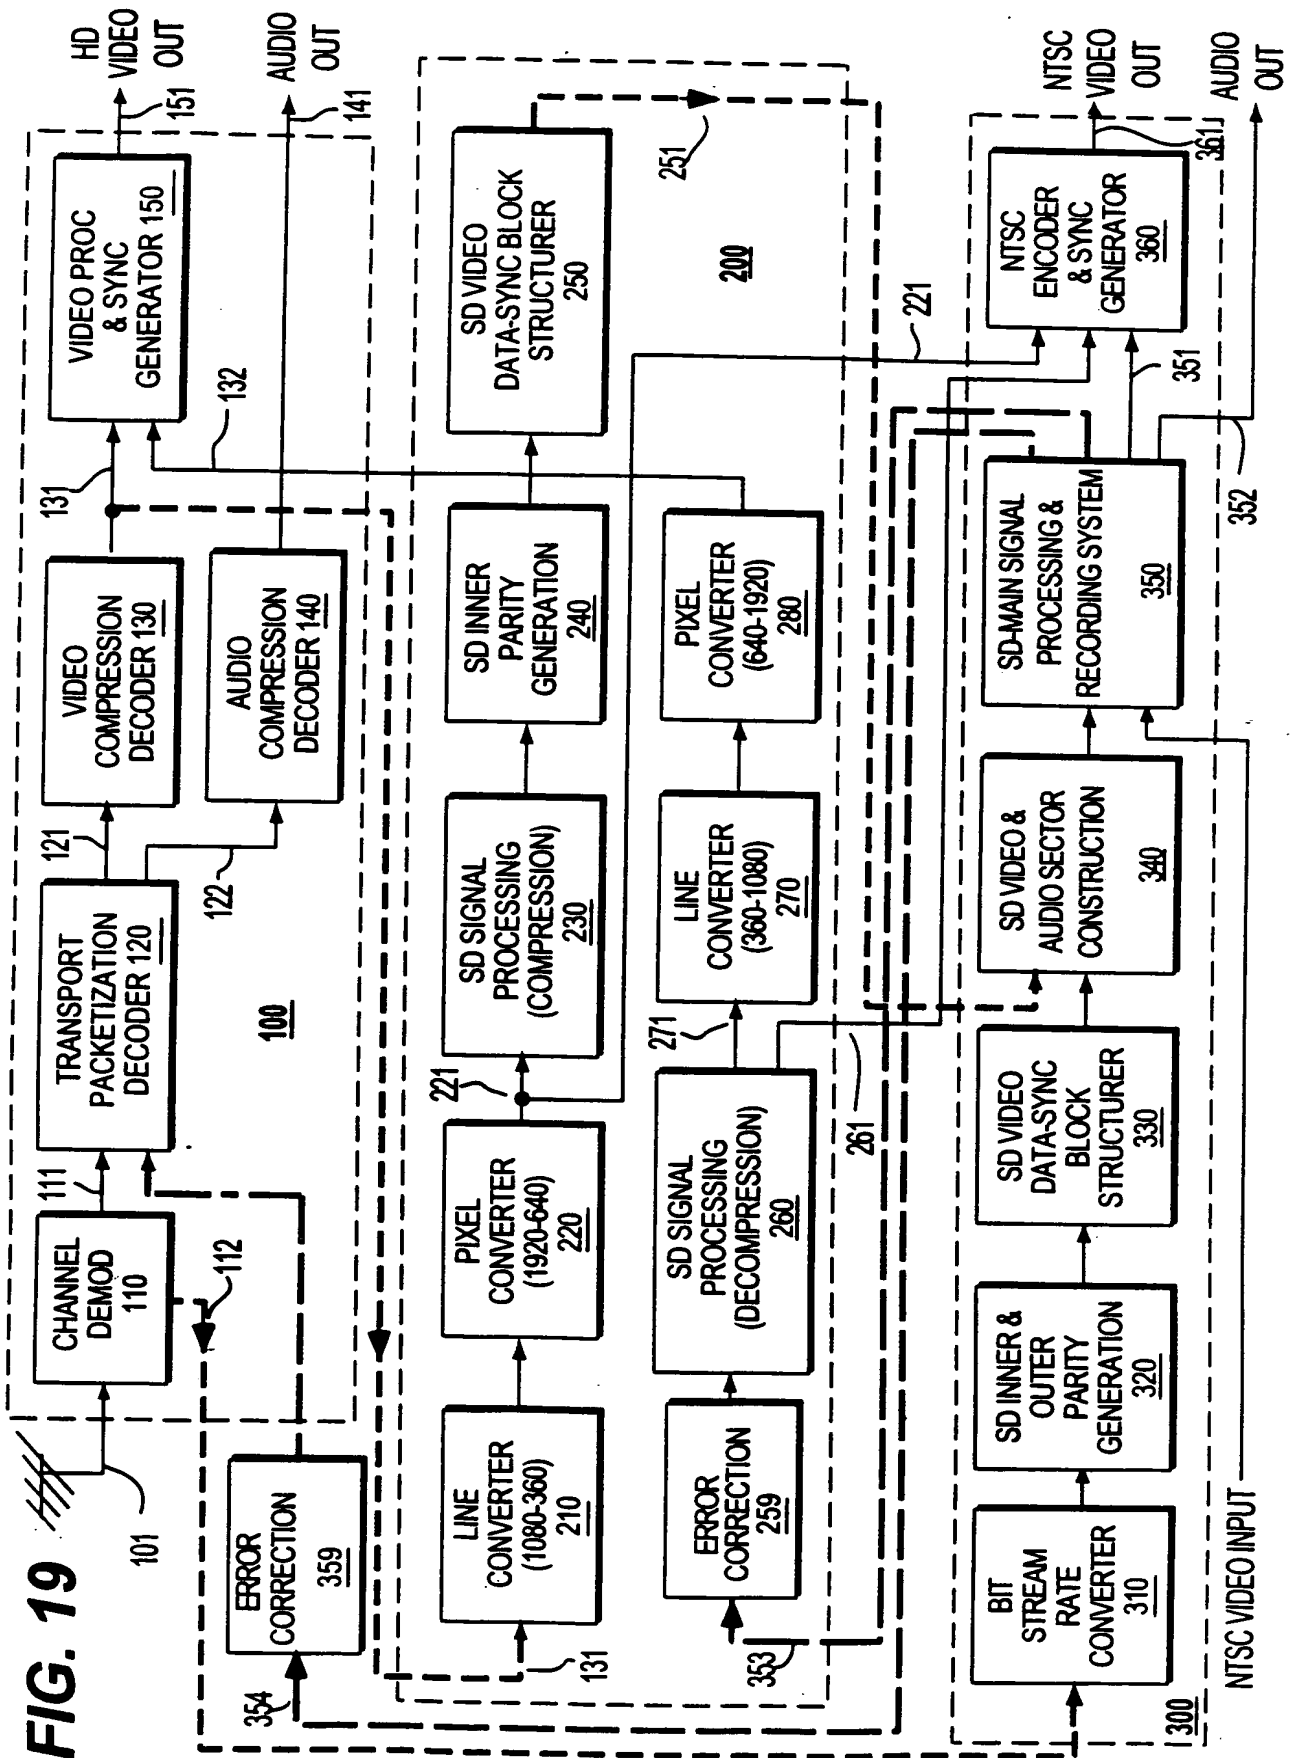 FIG. 19
101
CHANNEL
DEMOD
110
111
112
TRANSPORT
PACKETIZATION
DECODER 120
100
121
122
VIDEO
COMPRESSION
DECODER 130
AUDIO
COMPRESSION
DECODER 140
131
132
VIDEO PROC
& SYNC
GENERATOR 150
151
HD
VIDEO
OUT
141
AUDIO
OUT
ERROR
CORRECTION
359
354
131
LINE
CONVERTER
(1080-360)
210
PIXEL
CONVERTER
(1920-640)
220
221
SD SIGNAL
PROCESSING
(COMPRESSION)
230
SD INNER
PARITY
GENERATION
240
SD VIDEO
DATA-SYNC BLOCK
STRUCTURER
250
251
200
353
ERROR
CORRECTION
259
SD SIGNAL
PROCESSING
(DECOMPRESSION)
260
261
271
LINE
CONVERTER
(360-1080)
270
PIXEL
CONVERTER
(640-1920)
280
221
300
BIT
STREAM
RATE
CONVERTER
310
SD INNER &
OUTER
PARITY
GENERATION
320
SD VIDEO
DATA-SYNC
BLOCK
STRUCTURER
330
SD VIDEO &
AUDIO SECTOR
CONSTRUCTION
340
SD-MAIN SIGNAL
PROCESSING &
RECORDING SYSTEM
350
351
352
NTSC
ENCODER
& SYNC
GENERATOR
360
361
NTSC
VIDEO
OUT
AUDIO
OUT
NTSC VIDEO INPUT